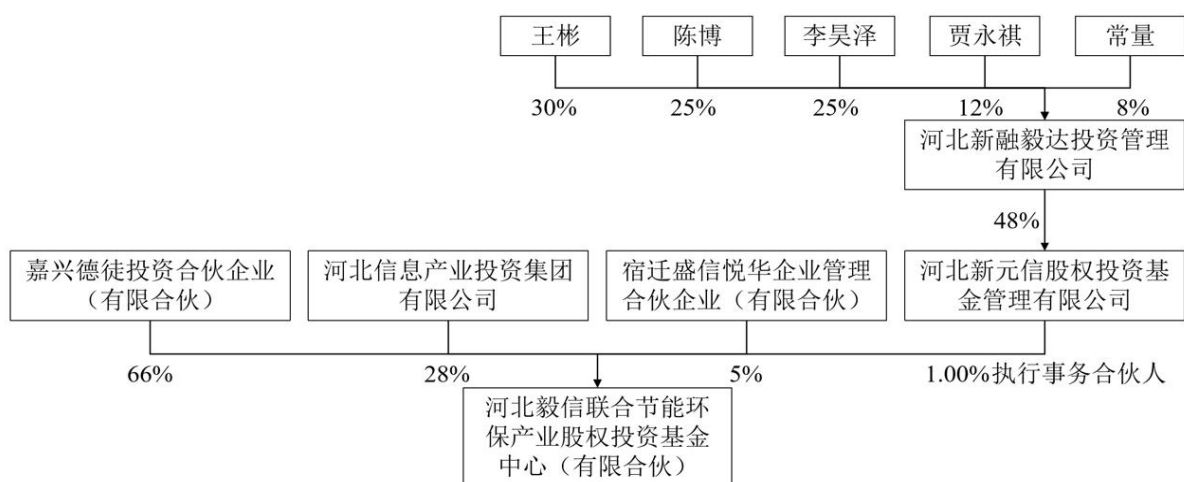 王彬
陈博
李昊泽
贾永祺
常量
30%
25%
25%
12%
8%
河北新融毅达投资管理
有限公司
48%
嘉兴德徒投资合伙企业
（有限合伙）
河北信息产业投资集团
有限公司
宿迁盛信悦华企业管理
合伙企业（有限合伙）
河北新元信股权投资基
金管理有限公司
66%
28%
5%
1.00%执行事务合伙人
河北毅信联合节能环
保产业股权投资基金
中心（有限合伙）